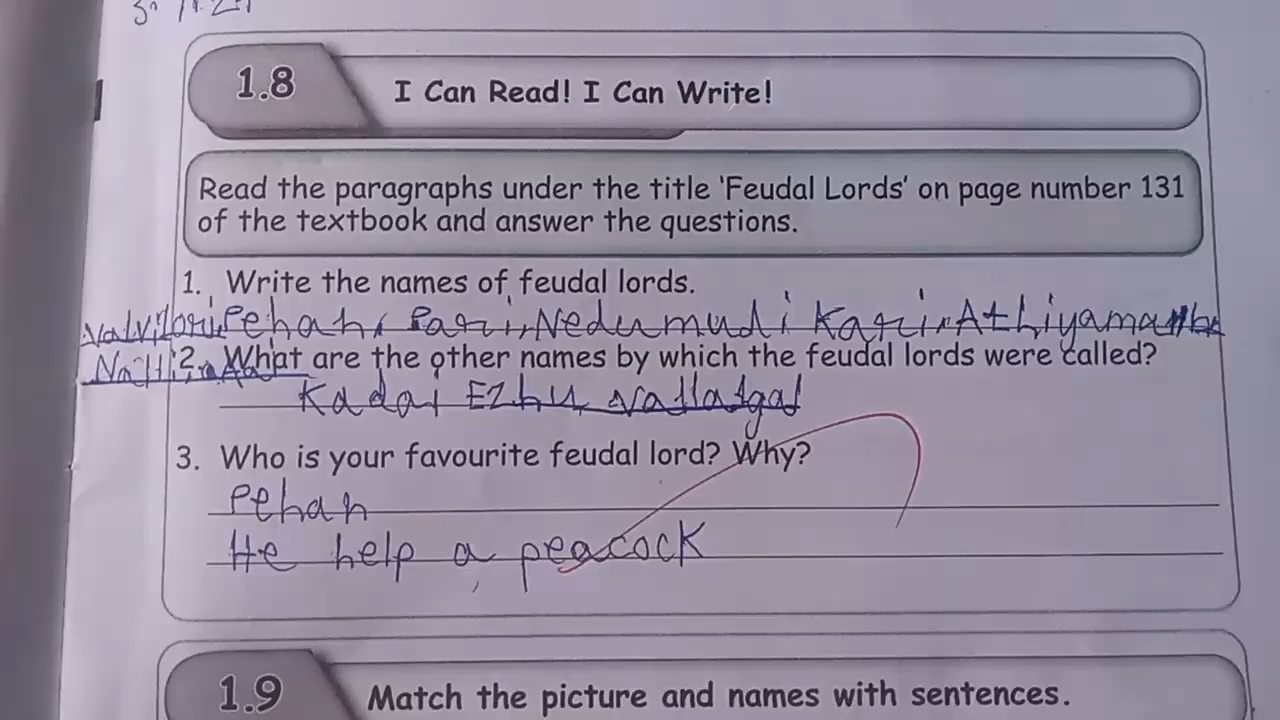 1.8 I Can Read! I Can Write!
Read the paragraphs under the title 'Feudal Lords' on page number 131
of the textbook and answer the questions.
1. Write the names of feudal lords.
Pehan, Pari, Nedumudi Kari, Athiyaman
2. What are the other names by which the feudal lords were called?
Kadai Ezhu vallalgal
3. Who is your favourite feudal lord? Why?
Pehan
He help a peacock
1.9 Match the picture and names with sentences.